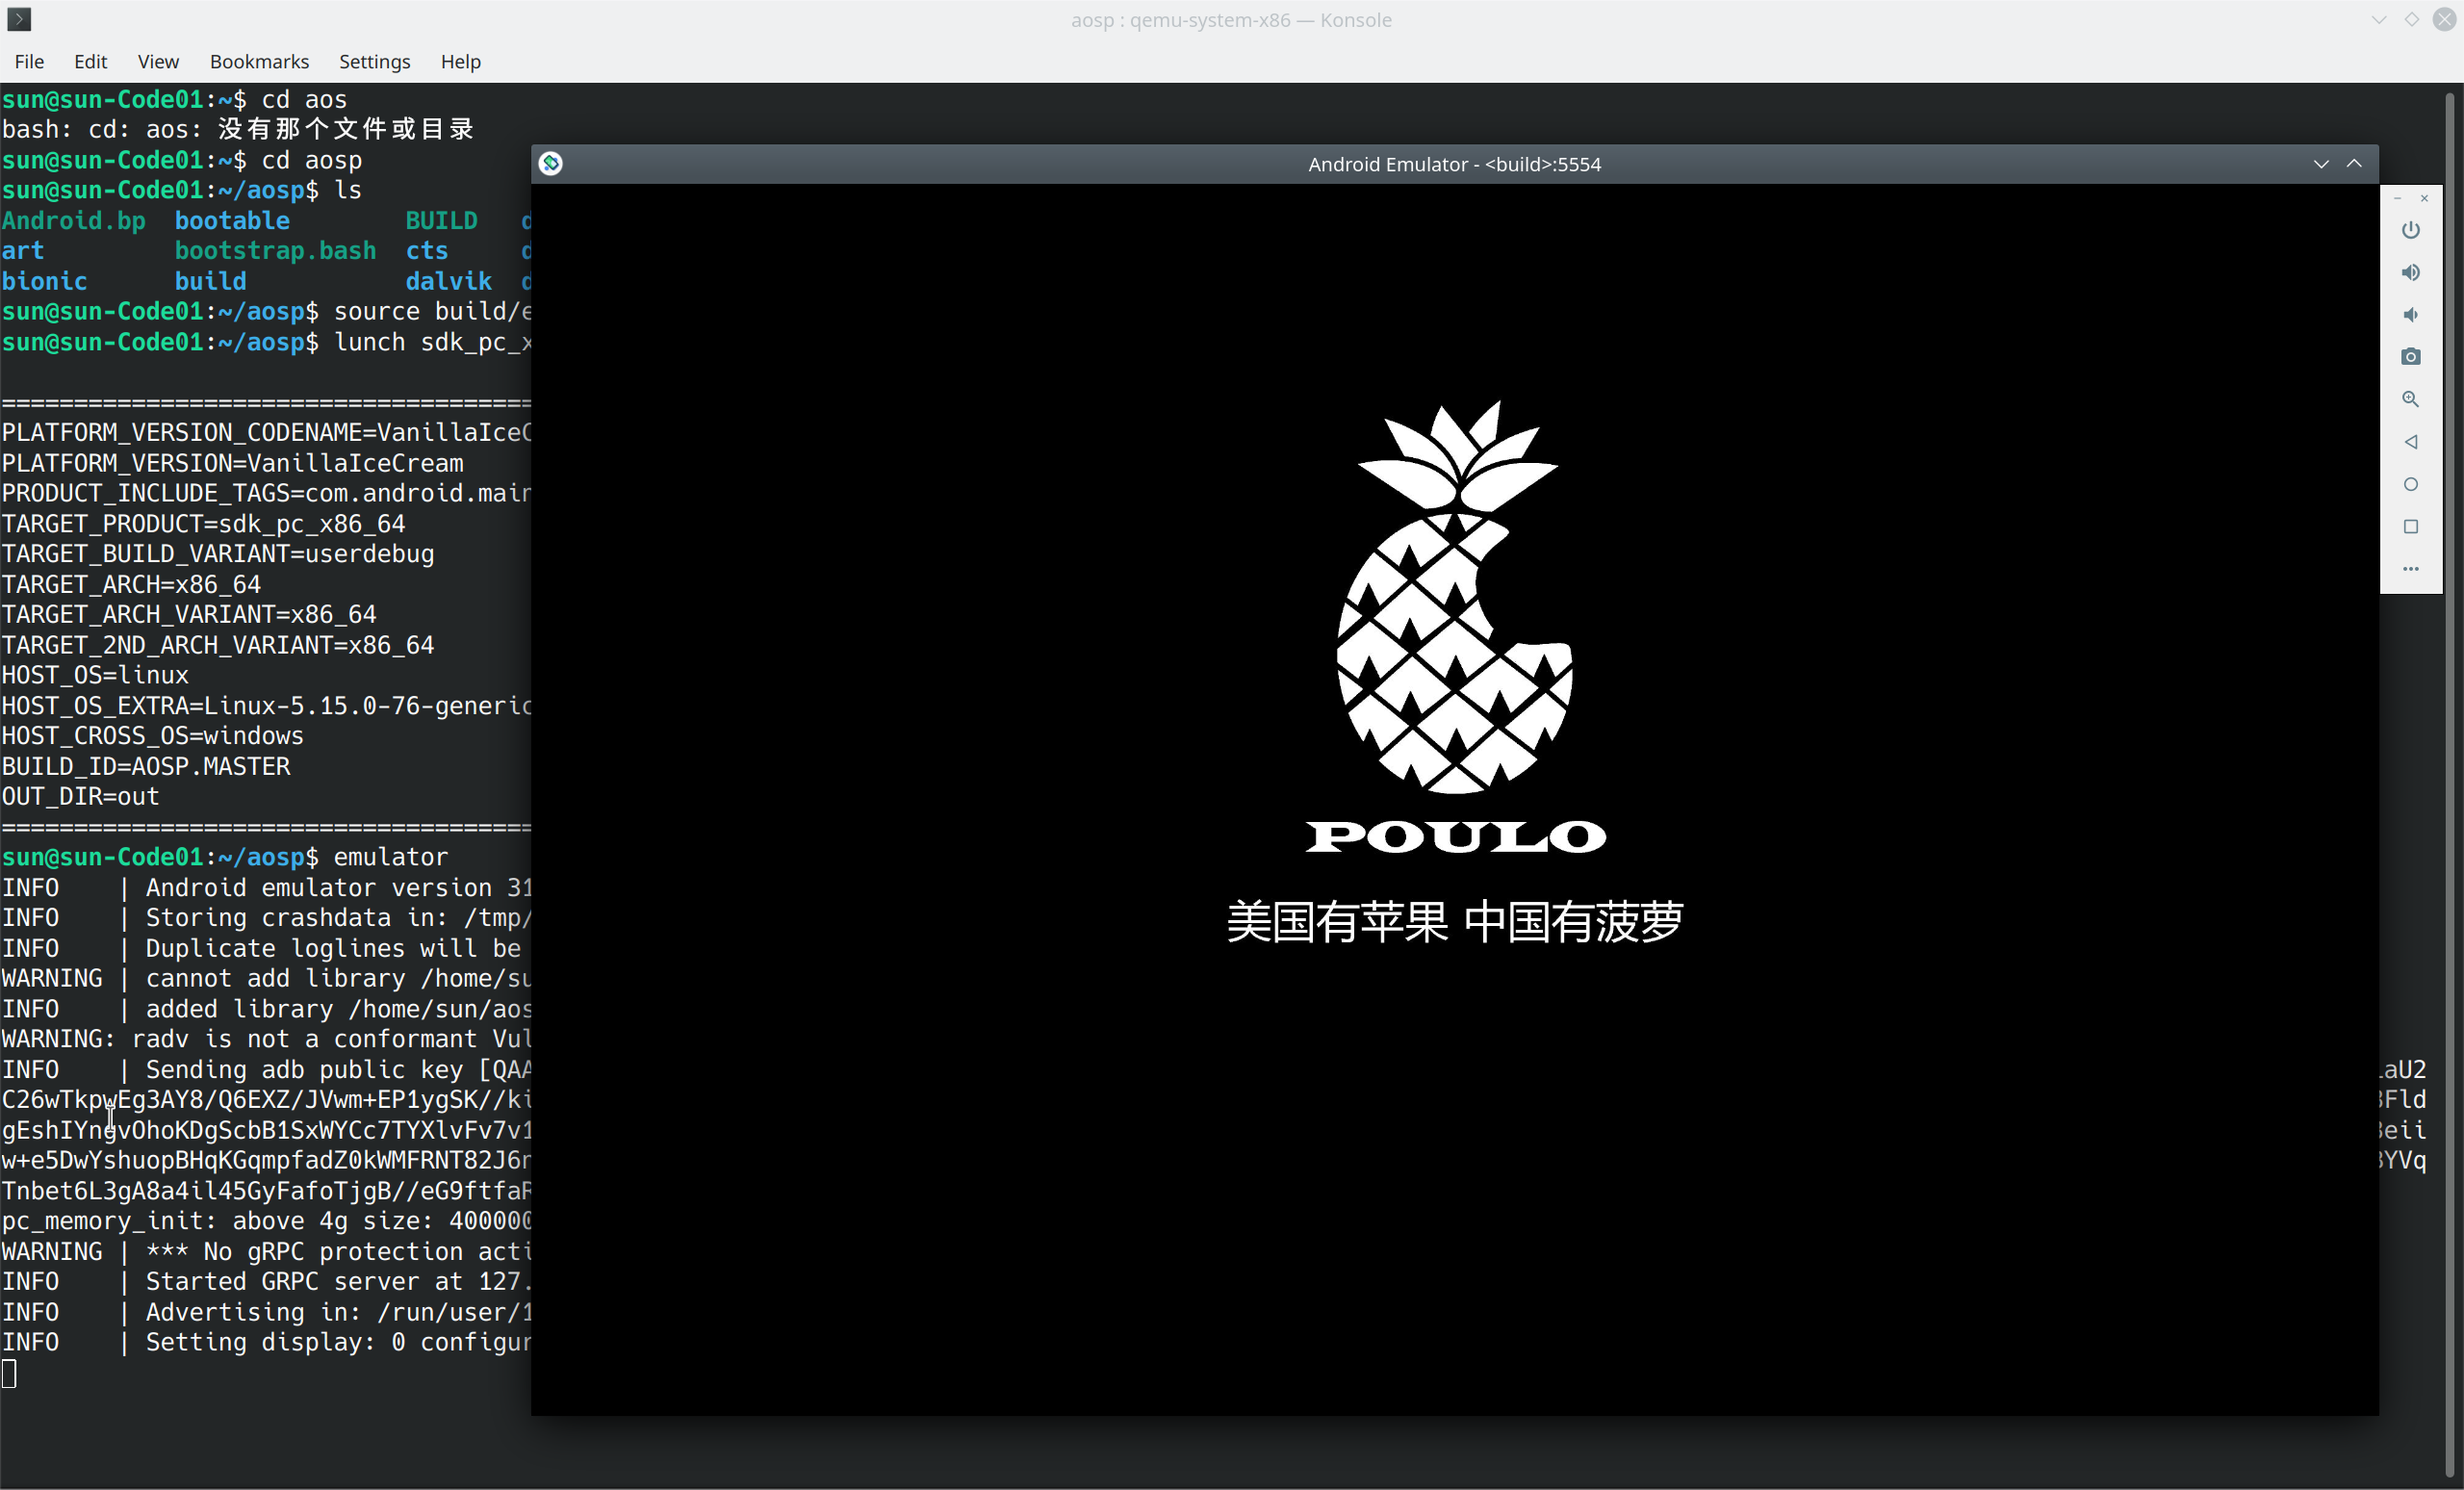 aosp : qemu-system-x86 — Konsole
File Edit View Bookmarks Settings Help
sun@sun-Code01:~$ cd aos
bash: cd: aos: 没有那个文件或目录
sun@sun-Code01:~$ cd aosp
sun@sun-Code01:~/aosp$ ls
Android.bp bootable BUILD
art bootstrap.bash cts
bionic build dalvik
sun@sun-Code01:~/aosp$ source build/
sun@sun-Code01:~/aosp$ lunch sdk_pc_
====================================
PLATFORM_VERSION_CODENAME=VanillaIce
PLATFORM_VERSION=VanillaIceCream
PRODUCT_INCLUDE_TAGS=com.android.mai
TARGET_PRODUCT=sdk_pc_x86_64
TARGET_BUILD_VARIANT=userdebug
TARGET_ARCH=x86_64
TARGET_ARCH_VARIANT=x86_64
TARGET_2ND_ARCH_VARIANT=x86_64
HOST_OS=linux
HOST_OS_EXTRA=Linux-5.15.0-76-generic
HOST_CROSS_OS=windows
BUILD_ID=AOSP.MASTER
OUT_DIR=out
====================================
sun@sun-Code01:~/aosp$ emulator
INFO | Android emulator version 31
INFO | Storing crashdata in: /tmp/
INFO | Duplicate loglines will be
WARNING | cannot add library /home/su
INFO | added library /home/sun/aos
WARNING: radv is not a conformant Vul
INFO | Sending adb public key [QAA
C26wTkpwEg3AY8/Q6EXZ/JVwm+EP1ygSK//k
gEshIYngvOhoKDgScbB1SxWYCc7TYXlvFv7v1
w+e5DwYshuopBHqKGqmpfadZ0kWMFRNT82J6
Tnbet6L3gA8a4il45GyFafoTjgB//eG9ftfa
pc_memory_init: above 4g size: 400000
WARNING | *** No gRPC protection acti
INFO | Started GRPC server at 127.
INFO | Advertising in: /run/user/1
INFO | Setting display: 0 configur
Android Emulator - <build>:5554
POULO
美国有苹果 中国有菠萝
aU2
Fld
eii
YVq